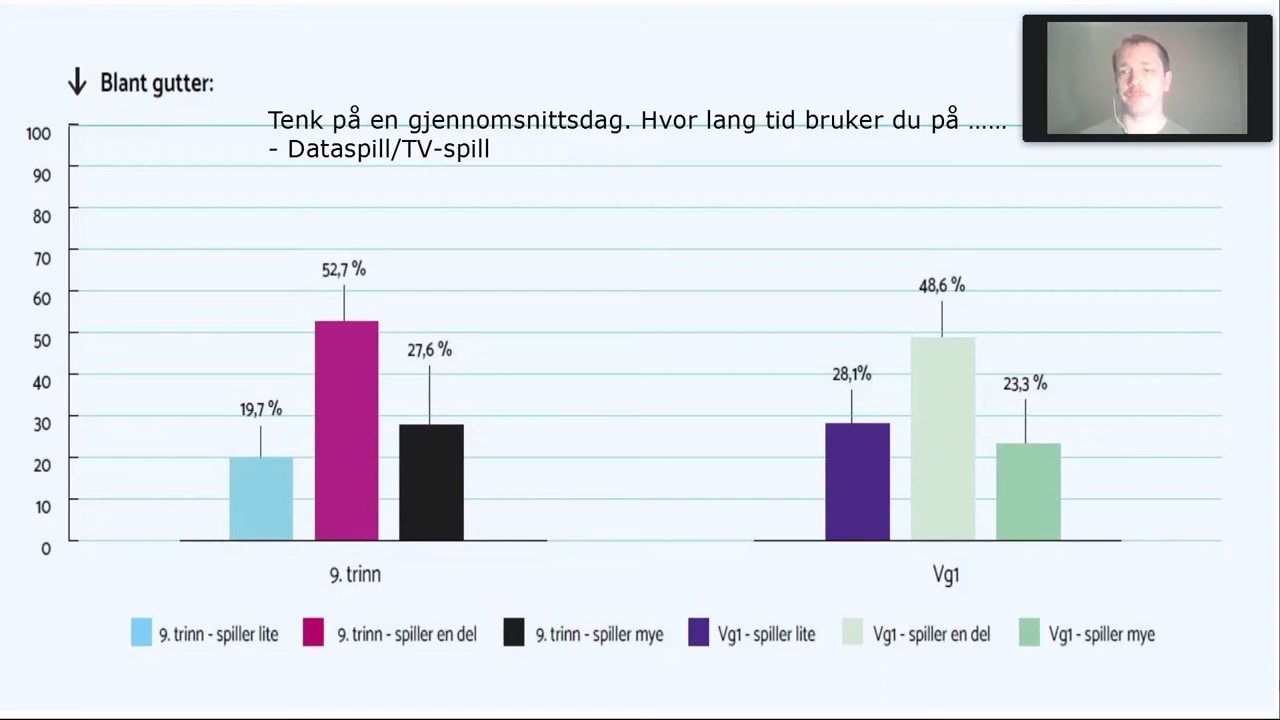 Blant gutter:
Tenk på en gjennomsnittsdag. Hvor lang tid bruker du på ......
- Dataspill/TV-spill
100
90
80
70
60
50
40
30
20
10
0
19,7 %
52,7 %
27,6 %
28,1%
48,6 %
23,3 %
9. trinn
Vg1
9. trinn - spiller lite
9. trinn - spiller en del
9. trinn - spiller mye
Vg1 - spiller lite
Vg1 - spiller en del
Vg1 - spiller mye